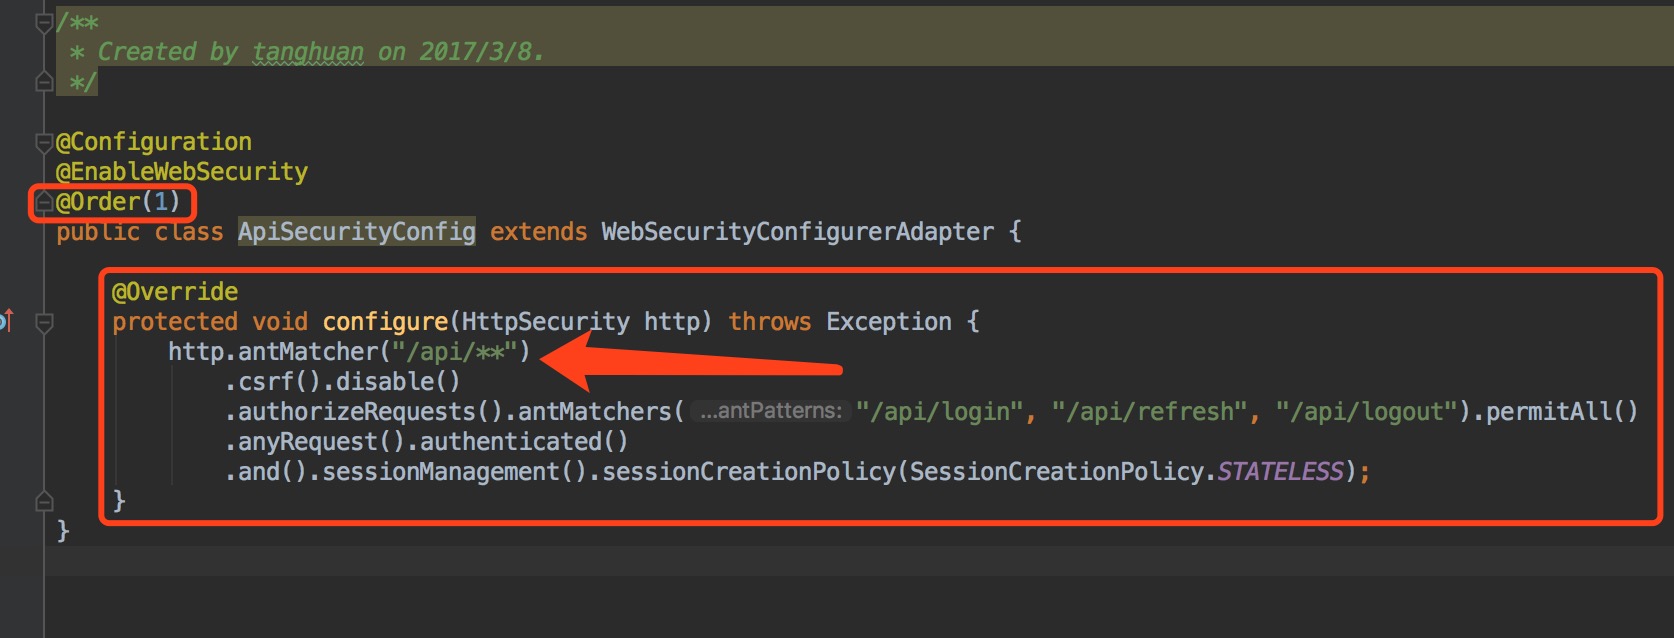 /**
 * Created by tanghuan on 2017/3/8.
 */
@Configuration
@EnableWebSecurity
@Order(1)
public class ApiSecurityConfig extends WebSecurityConfigurerAdapter {
@Override
protected void configure(HttpSecurity http) throws Exception {
http.antMatcher("/api/**")
.csrf().disable()
.authorizeRequests().antMatchers( ...antPatterns: "/api/login", "/api/refresh", "/api/logout").permitAll()
.anyRequest().authenticated()
.and().sessionManagement().sessionCreationPolicy(SessionCreationPolicy.STATELESS);
}
}